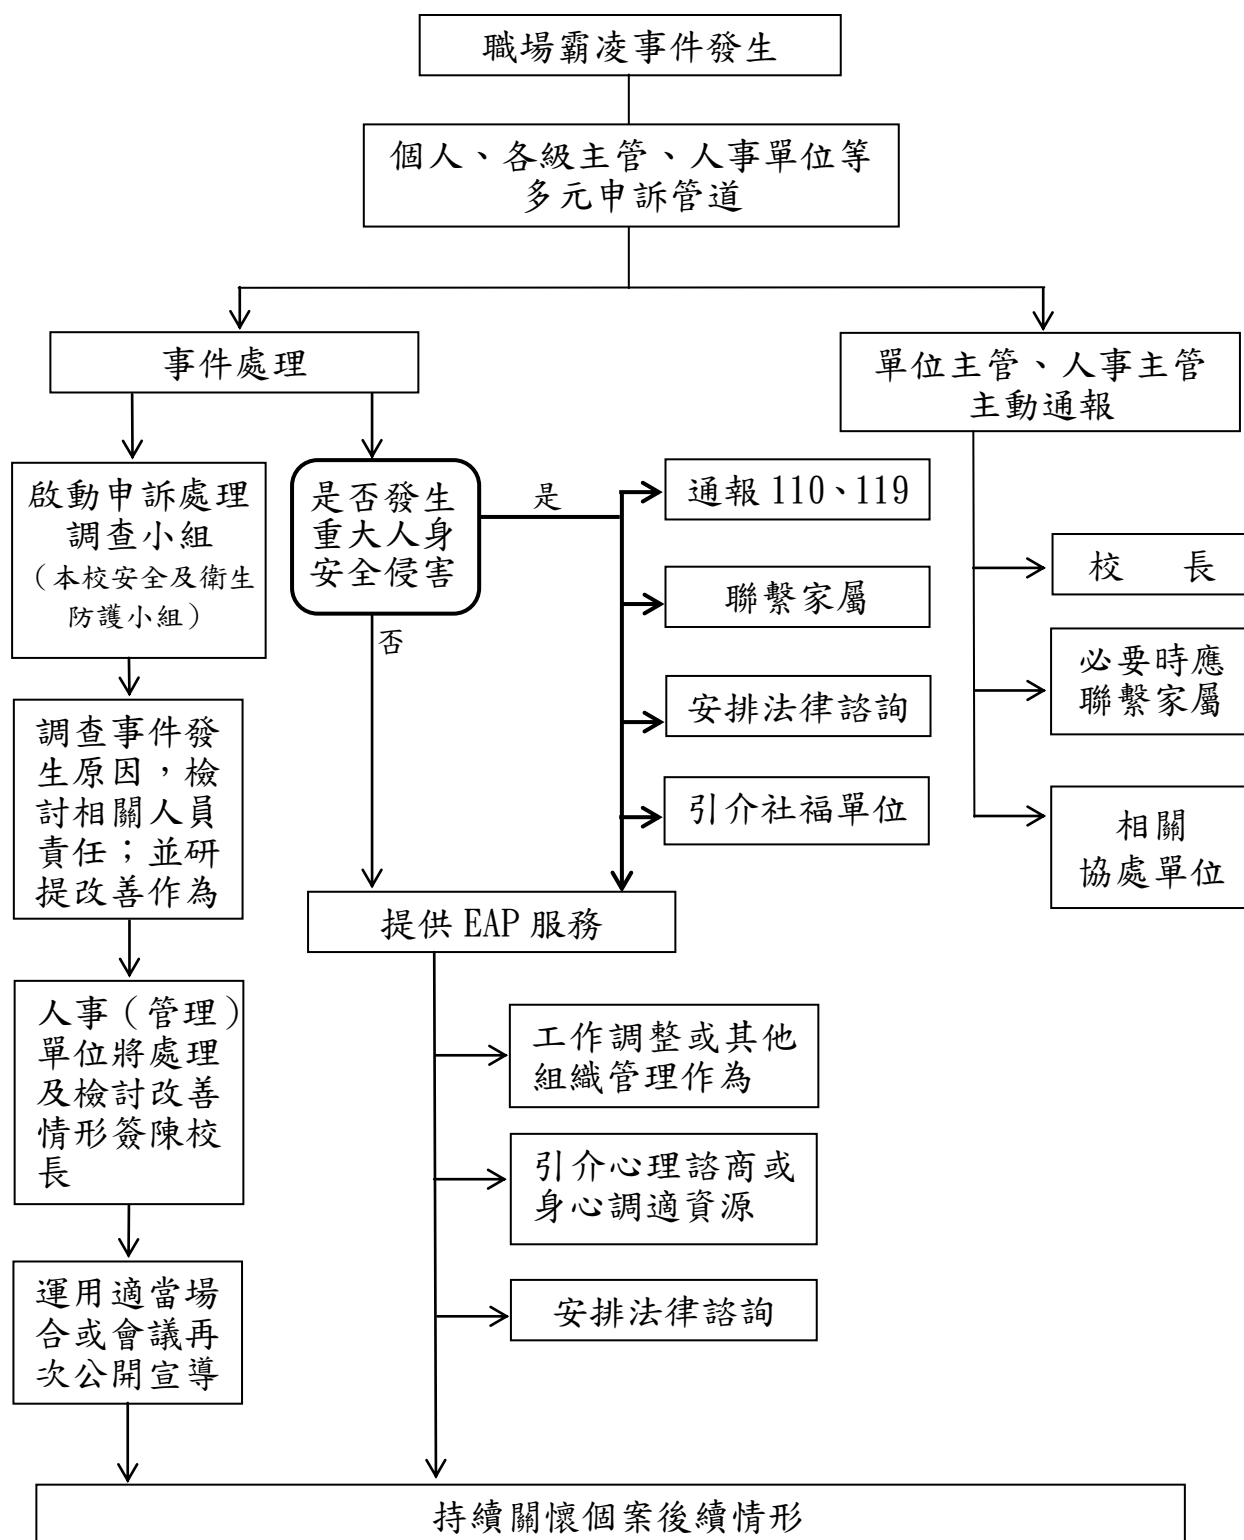 職場霸凌事件發生
個人、各級主管、人事單位等
多元申訴管道
事件處理
單位主管、人事主管
主動通報
啟動申訴處理
調查小組
（本校安全及衛生
防護小組）
是否發生
重大人身
安全侵害
是
否
通報 110、119
聯繫家屬
安排法律諮詢
引介社福單位
校　長
必要時應
聯繫家屬
相關
協処單位
調查事件發
生原因，檢
討相關人員
責任；並研
提改善作為
提供 EAP 服務
人事（管理）
單位將處理
及檢討改善
情形簽陳校
長
工作調整或其他
組織管理作為
引介心理諮商或
身心調適資源
安排法律諮詢
運用適當場
合或會議再
次公開宣導
持續關懷個案後續情形